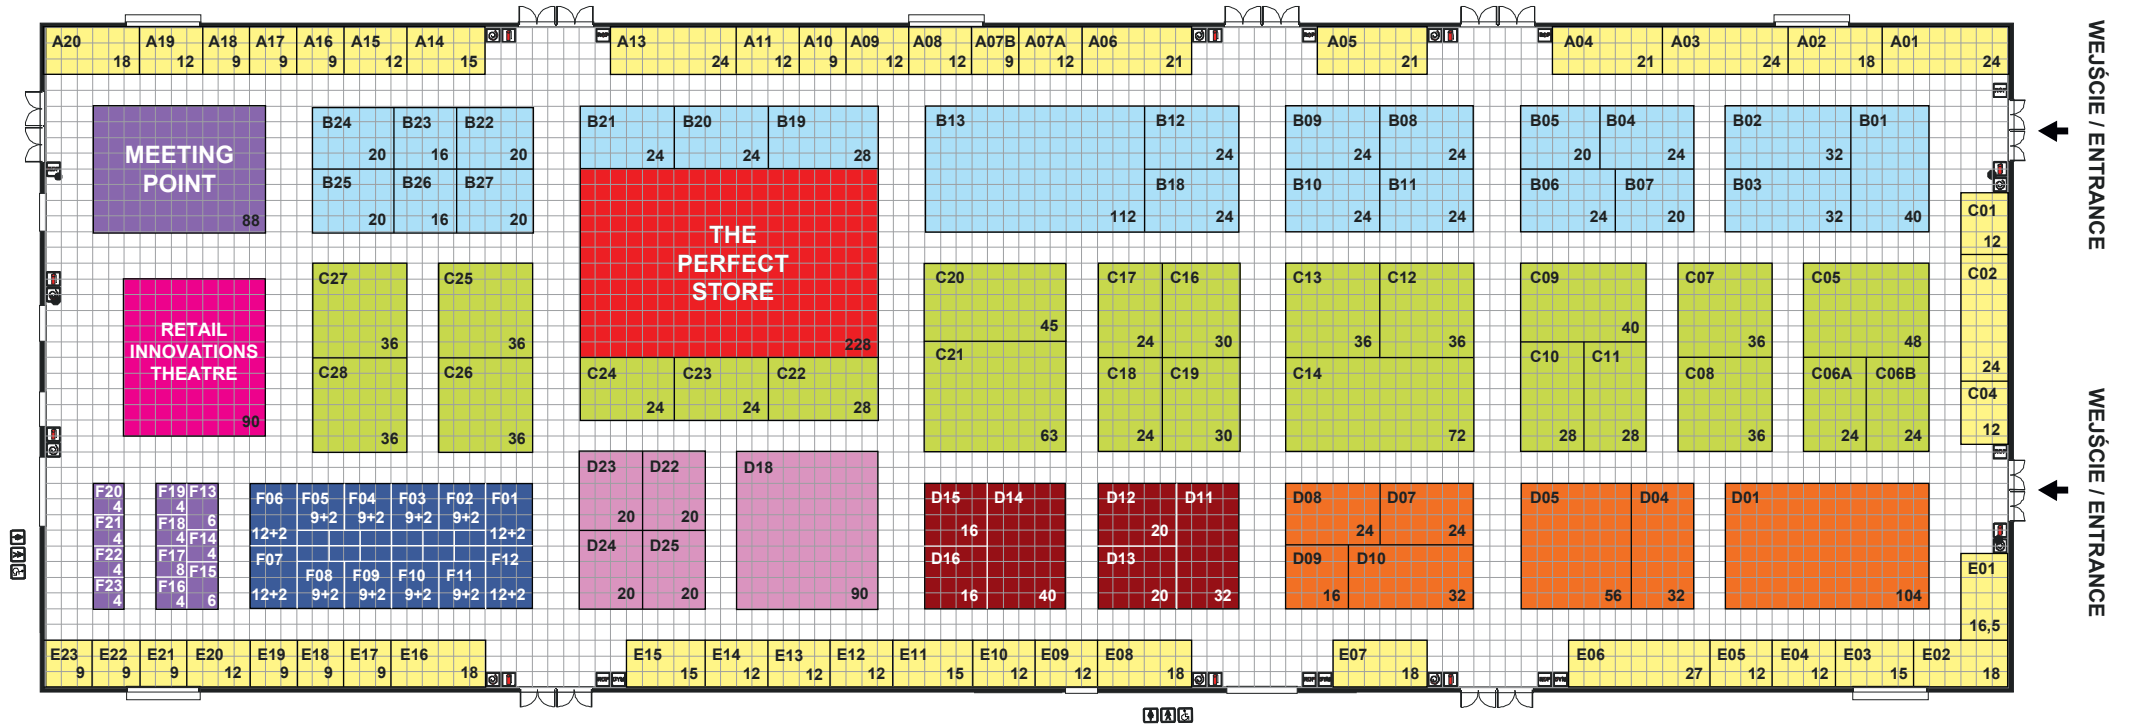 A20 A19 A18 A17 A16 A15 A14 A13 A11 A10 A09 A08 A07B A07A A06 A05 A04 A03 A02 A01
18 12 9 9 9 12 15 24 12 9 12 12 9 12 21 21 21 24 18 24
WEJŚCIE / ENTRANCE
B24 B23 B22 B21 B20 B19 B13 B12 B09 B08 B05 B04 B02 B01
20 16 20 24 24 28 24 24 24 20 24 32
MEETING
POINT
B25 B26 B27 B18 B10 B11 B06 B07 B03
88 20 16 20 112 24 24 24 24 20 32 40
C01
12
THE
PERFECT
STORE
228
C27 C25 C20 C17 C16 C13 C12 C09 C07 C05 C02
45 40
RETAIL
INNOVATIONS
THEATRE
90
36 36 24 30 36 36 36 48
C21 C10 C11
C28 C26 C24 C23 C22 C18 C19 C14 C08 C06A C06B
24
C04
12
24 24 28
36 36 63 24 30 72 28 28 36 24 24
WEJŚCIE / ENTRANCE
D23 D22 D18
20 20
D24 D25
20 20 90
F20 F19 F13
4 4 6
F21 F18 F14
4 4 4
F22 F17 F15
4 8 6
F23 F16
4 4
F06 F05 F04 F03 F02 F01
12+2 9+2 9+2 9+2 9+2 12+2
F07 F08 F09 F10 F11 F12
12+2 9+2 9+2 9+2 9+2 12+2
D15 D14 D12 D11 D08 D07 D05 D04 D01
16 20 24 24
D16 D13 D09 D10
16 40 20 32 16 32 56 32 104
E01
16,5
E23 E22 E21 E20 E19 E18 E17 E16 E15 E14 E13 E12 E11 E10 E09 E08 E07 E06 E05 E04 E03 E02
9 9 9 12 9 9 9 18 15 12 12 12 15 12 12 18 18 27 12 12 15 18